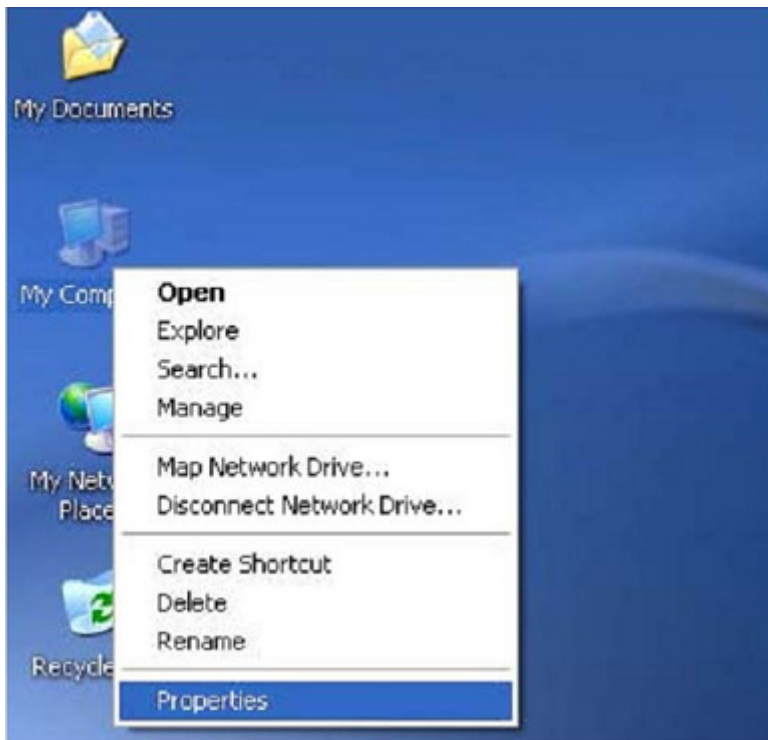 My Documents
My Comp
Open
Explore
Search...
Manage
My Net
Place
Map Network Drive...
Disconnect Network Drive...
Create Shortcut
Delete
Rename
Recycle
Properties